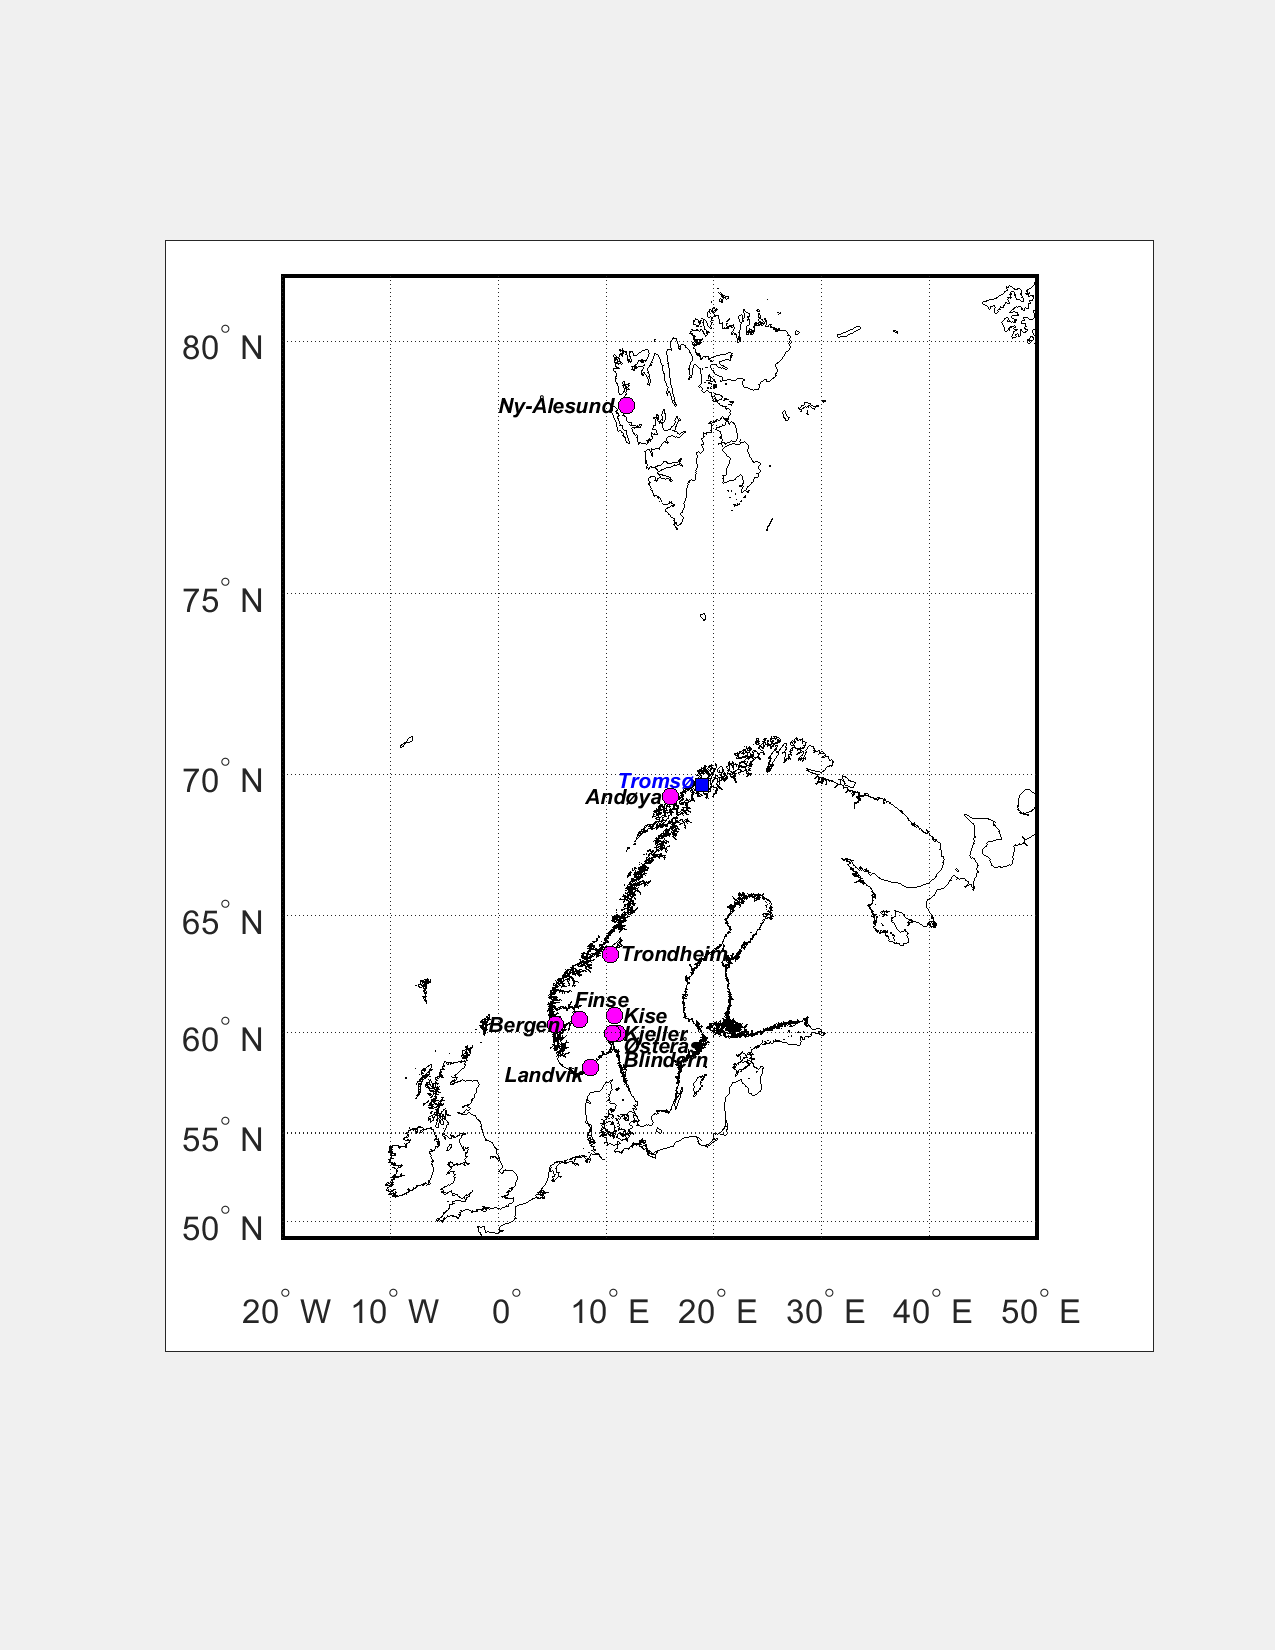 80° N
Ny-Ålesund
75° N
70° N
Tromsø
Andøya
65° N
Trondheim
Finse
Kise
Bergen
60° N
Kjeller
Østerås
Blindern
Landvik
55° N
50° N
20° W 10° W 0° 10° E 20° E 30° E 40° E 50° E